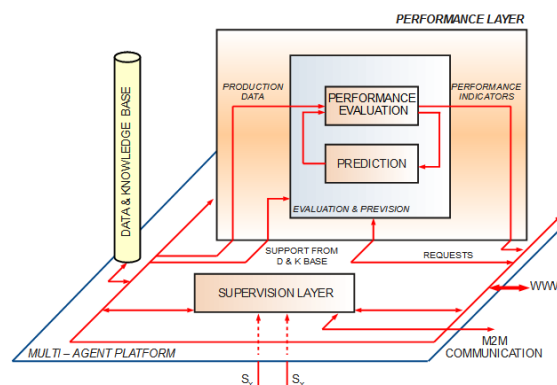 PERFORMANCE LAYER
PRODUCTION
DATA
PERFORMANCE
INDICATORS
PERFORMANCE
EVALUATION
PREDICTION
EVALUATION & PREVISION
DATA & KNOWLEDGE BASE
SUPPORT FROM
D & K BASE
REQUESTS
SUPERVISION LAYER
WWW
M2M
COMMUNICATION
MULTI – AGENT PLATFORM